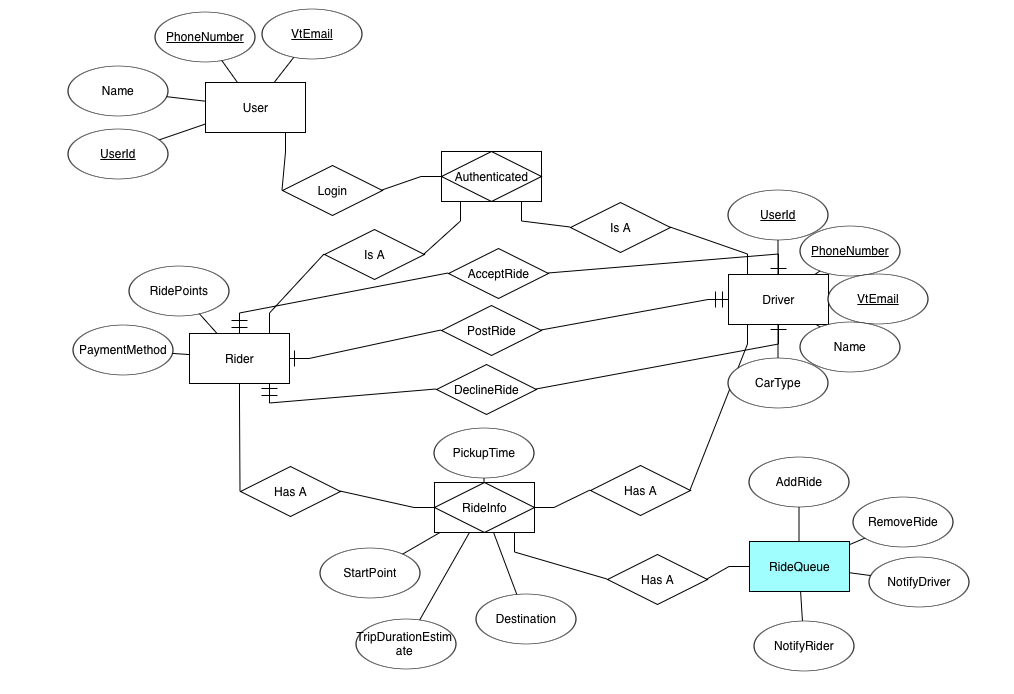 PhoneNumber
VtEmail
Name
User
UserId
Login
Authenticated
Is A
Is A
UserId
PhoneNumber
AcceptRide
RidePoints
Driver
VtEmail
PostRide
PaymentMethod
Rider
Name
DeclineRide
CarType
PickupTime
AddRide
Has A
Has A
RideInfo
RemoveRide
StartPoint
Has A
RideQueue
NotifyDriver
Destination
TripDurationEstim
ate
NotifyRider